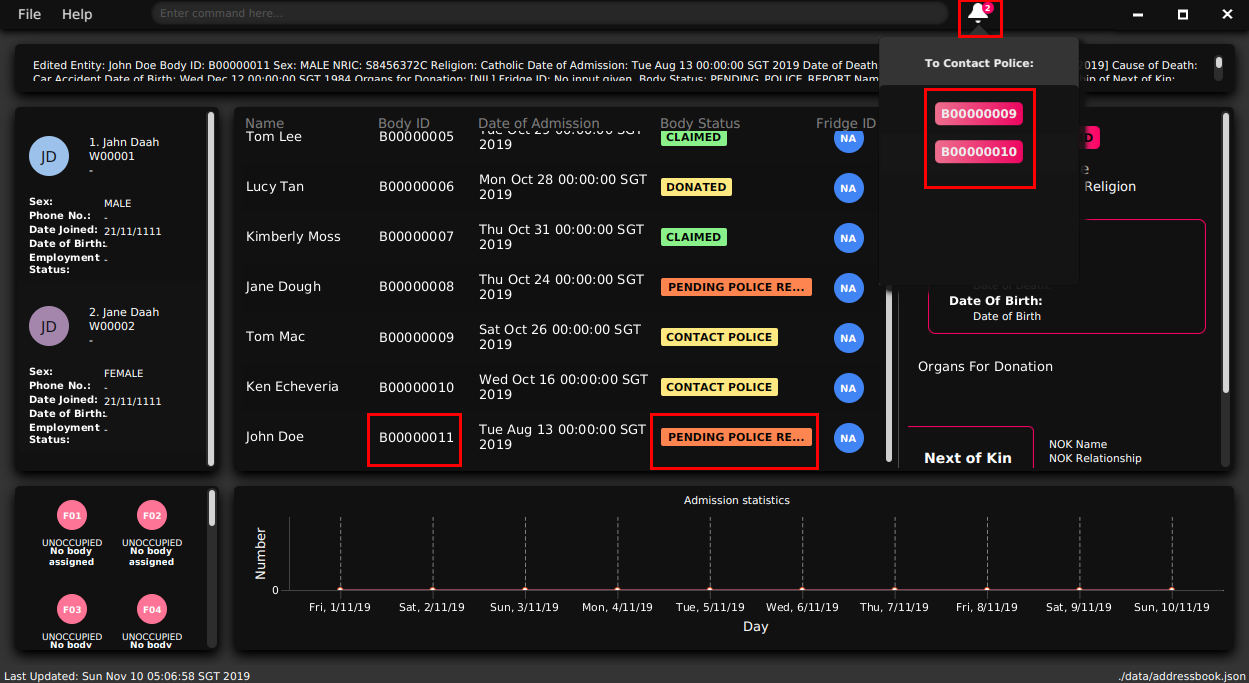 File Help Enter command here... 2
Edited Entity: John Doe Body ID: B00000011 Sex: MALE NRIC: S8456372C Religion: Catholic Date of Admission: Tue Aug 13 00:00:00 SGT 2019 Date of Death 2019] Cause of Death:
Car Accident Date of Birth: Wed Dec 12 00:00:00 SGT 1984 Organs for Donation: [NIL] Fridge ID: No input given. Body Status: PENDING_POLICE_REPORT Nam of Next of Kin:
To Contact Police:
B00000009
B00000010
JD
1. Jahn Daah
W00001
-
Sex: MALE
Phone No.: -
Date Joined: 21/11/1111
Date of Birth: -
Employment -
Status:
JD
2. Jane Daah
W00002
-
Sex: FEMALE
Phone No.: -
Date Joined: 21/11/1111
Date of Birth: -
Employment -
Status:
Name Body ID Date of Admission Body Status Fridge ID
Tom Lee B00000005 Tue Oct 29 00:00:00 SGT 2019 CLAIMED NA
Lucy Tan B00000006 Mon Oct 28 00:00:00 SGT
2019 DONATED NA
Kimberly Moss B00000007 Thu Oct 31 00:00:00 SGT
2019 CLAIMED NA
Jane Dough B00000008 Thu Oct 24 00:00:00 SGT
2019 PENDING POLICE RE... NA
Tom Mac B00000009 Sat Oct 26 00:00:00 SGT
2019 CONTACT POLICE NA
Ken Echeveria B00000010 Wed Oct 16 00:00:00 SGT
2019 CONTACT POLICE NA
John Doe B00000011 Tue Aug 13 00:00:00 SGT
2019 PENDING POLICE RE... NA
Religion
Date of Death
Date Of Birth:
Date of Birth
Organs For Donation
Next of Kin
NOK Name
NOK Relationship
F01 F02
UNOCCUPIED UNOCCUPIED
No body No body
assigned assigned
F03 F04
UNOCCUPIED UNOCCUPIED
No body No body
Admission statistics
Number
0
Fri, 1/11/19 Sat, 2/11/19 Sun, 3/11/19 Mon, 4/11/19 Tue, 5/11/19 Wed, 6/11/19 Thu, 7/11/19 Fri, 8/11/19 Sat, 9/11/19 Sun, 10/11/19
Day
Last Updated: Sun Nov 10 05:06:58 SGT 2019 ./data/addressbook.json